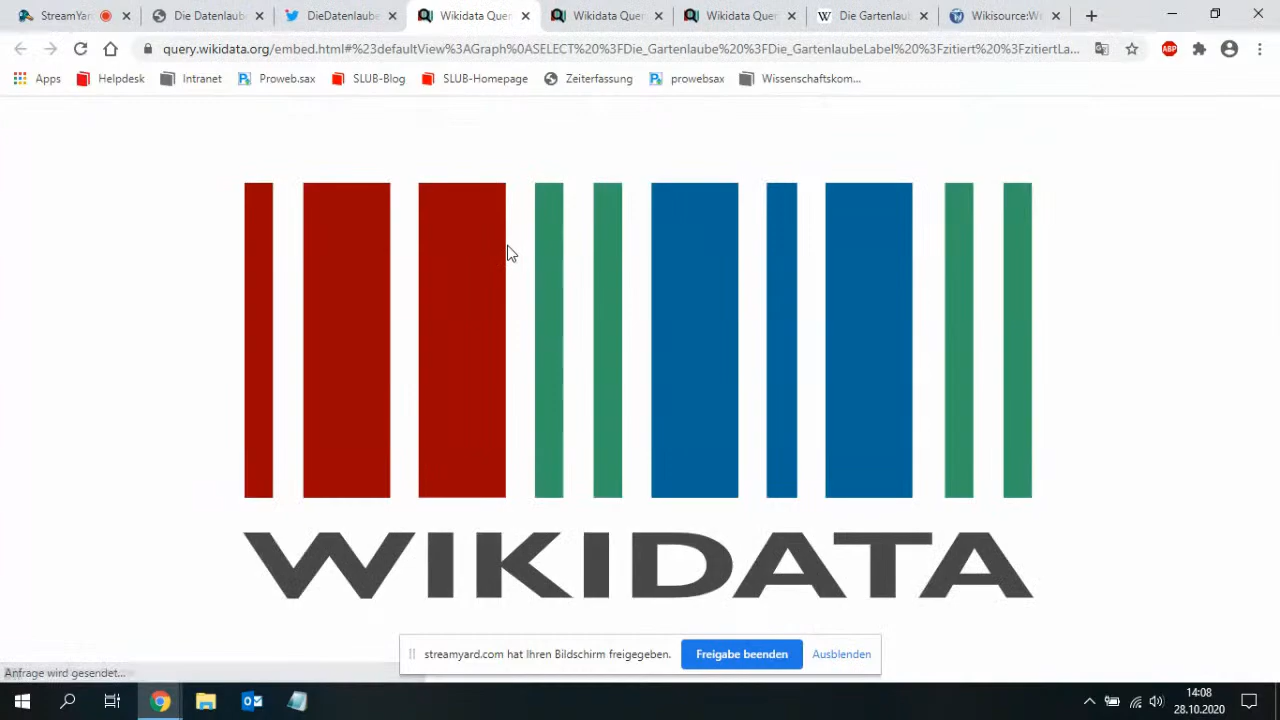 StreamYar
Die Datenlaub
DieDatenlaube
Wikidata Quer
Wikidata Quer
Wikidata Quer
Die Gartenlau
Wikisource:Wi
query.wikidata.org/embed.html#%23defaultView%3AGraph%0ASELECT%20%3FDie_Gartenlaube%20%3FDie_GartenlaubeLabel%20%3Fzitiert%20%3FzitiertLa...
ABP
Apps
Helpdesk
Intranet
Proweb.sax
SLUB-Blog
SLUB-Homepage
Zeiterfassung
prowebsax
Wissenschaftskom...
WIKIDATA
streamyard.com hat Ihren Bildschirm freigegeben.
Freigabe beenden
Ausblenden
Anfrage wird gesendet...
14:08
28.10.2020